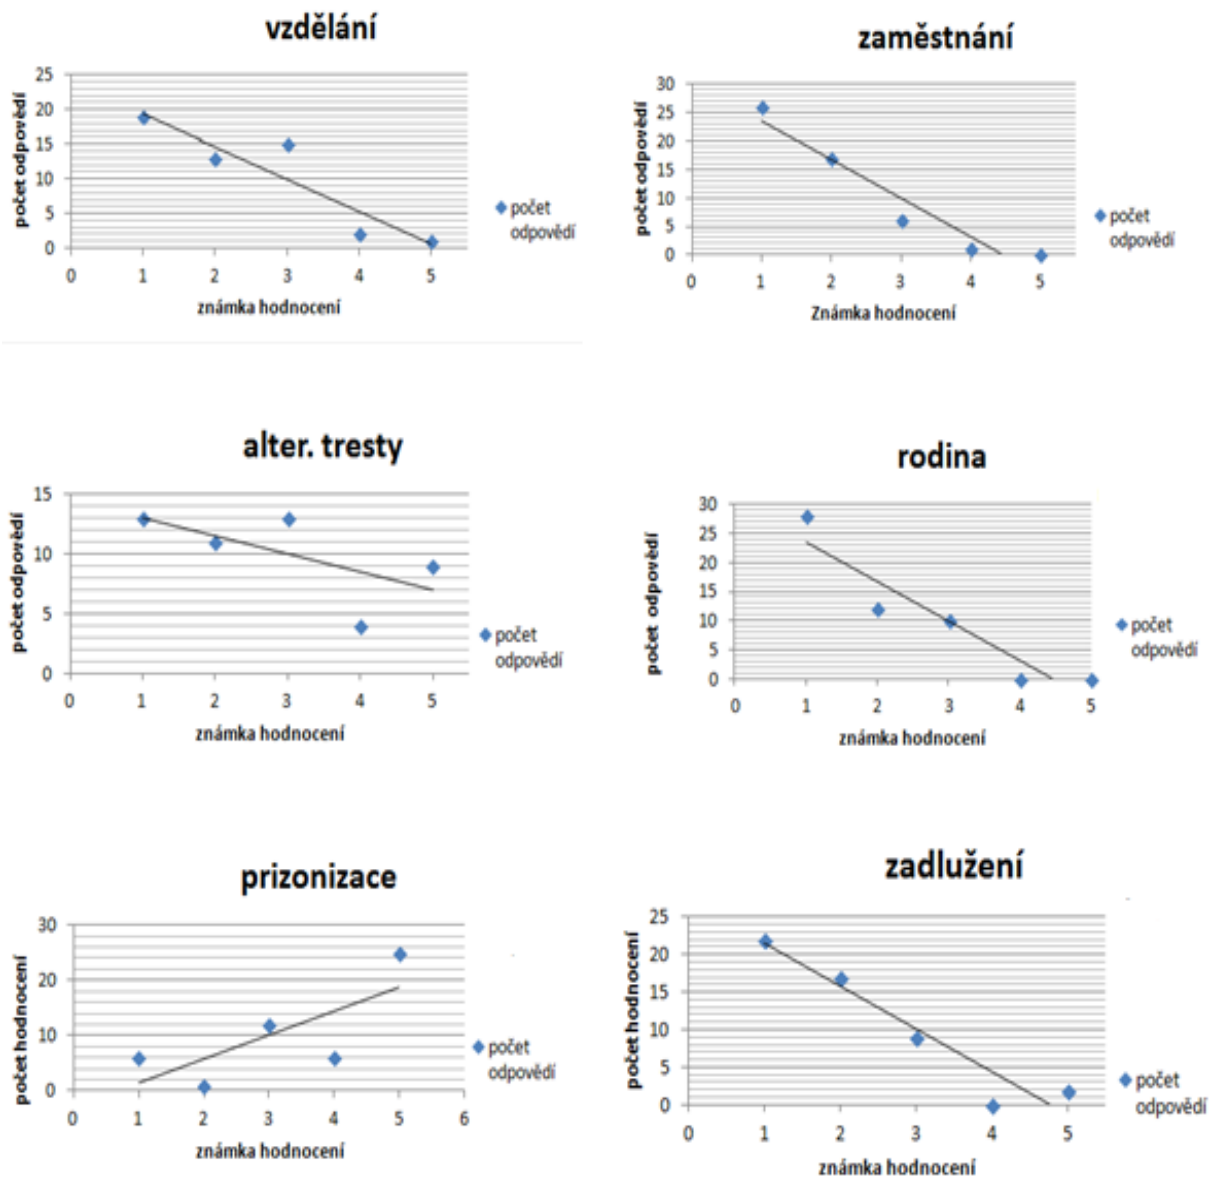 vzdělání
25
20
15
10
5
0
0 1 2 3 4 5
počet odpovědí
známka hodnocení
počet
odpovědí
zaměstnání
30
25
20
15
10
5
0
0 1 2 3 4 5
počet odpovědí
Známka hodnocení
počet
odpovědí
alter. tresty
15
10
5
0
0 1 2 3 4 5
počet odpovědí
známka hodnocení
počet
odpovědí
rodina
30
25
20
15
10
5
0
0 1 2 3 4 5
počet odpovědí
známka hodnocení
počet
odpovědí
prizonizace
30
20
10
0
0 1 2 3 4 5 6
počet hodnocení
známka hodnocení
počet
odpovědí
zadlužení
25
20
15
10
5
0
0 1 2 3 4 5
počet hodnocení
známka hodnocení
počet
odpovědí